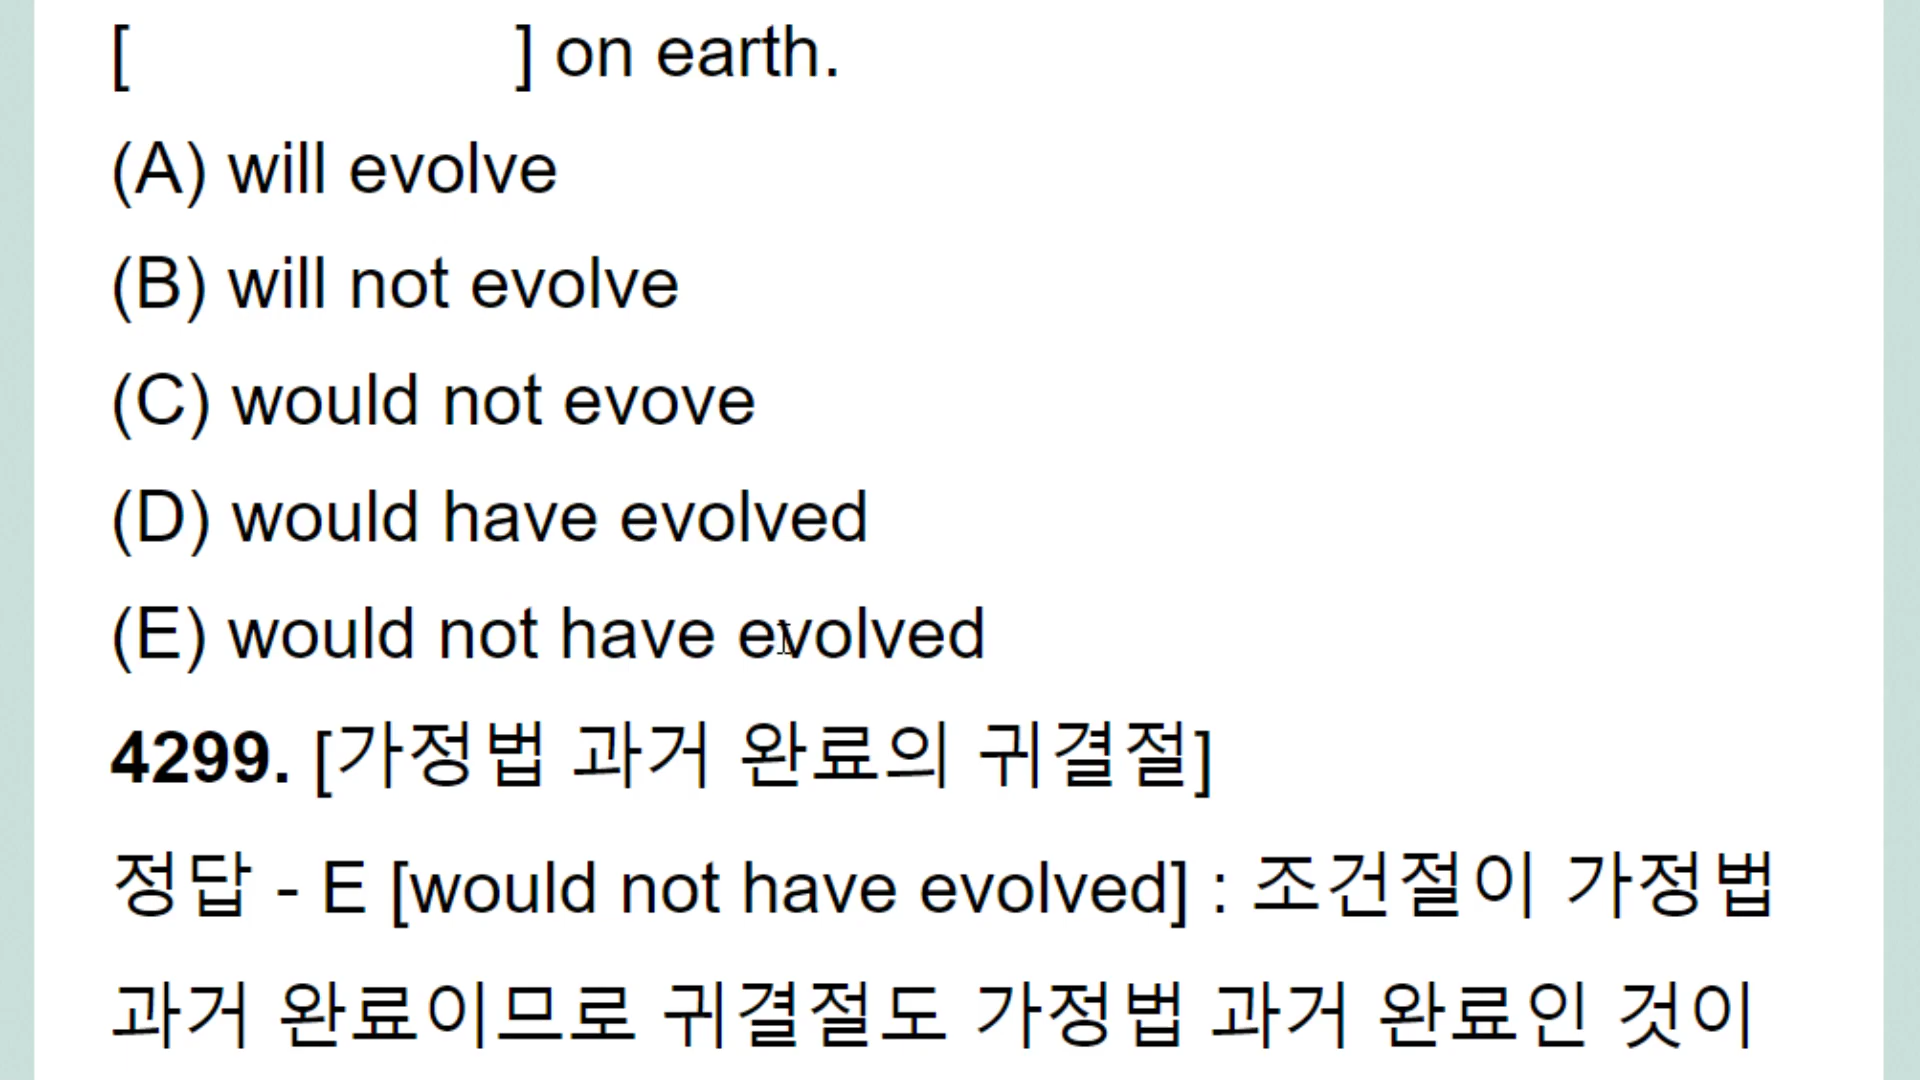 [ ] on earth.
(A) will evolve
(B) will not evolve
(C) would not evove
(D) would have evolved
(E) would not have evolved
4299. [가정법 과거 완료의 귀결절]
정답 - E [would not have evolved] : 조건절이 가정법
과거 완료이므로 귀결절도 가정법 과거 완료인 것이